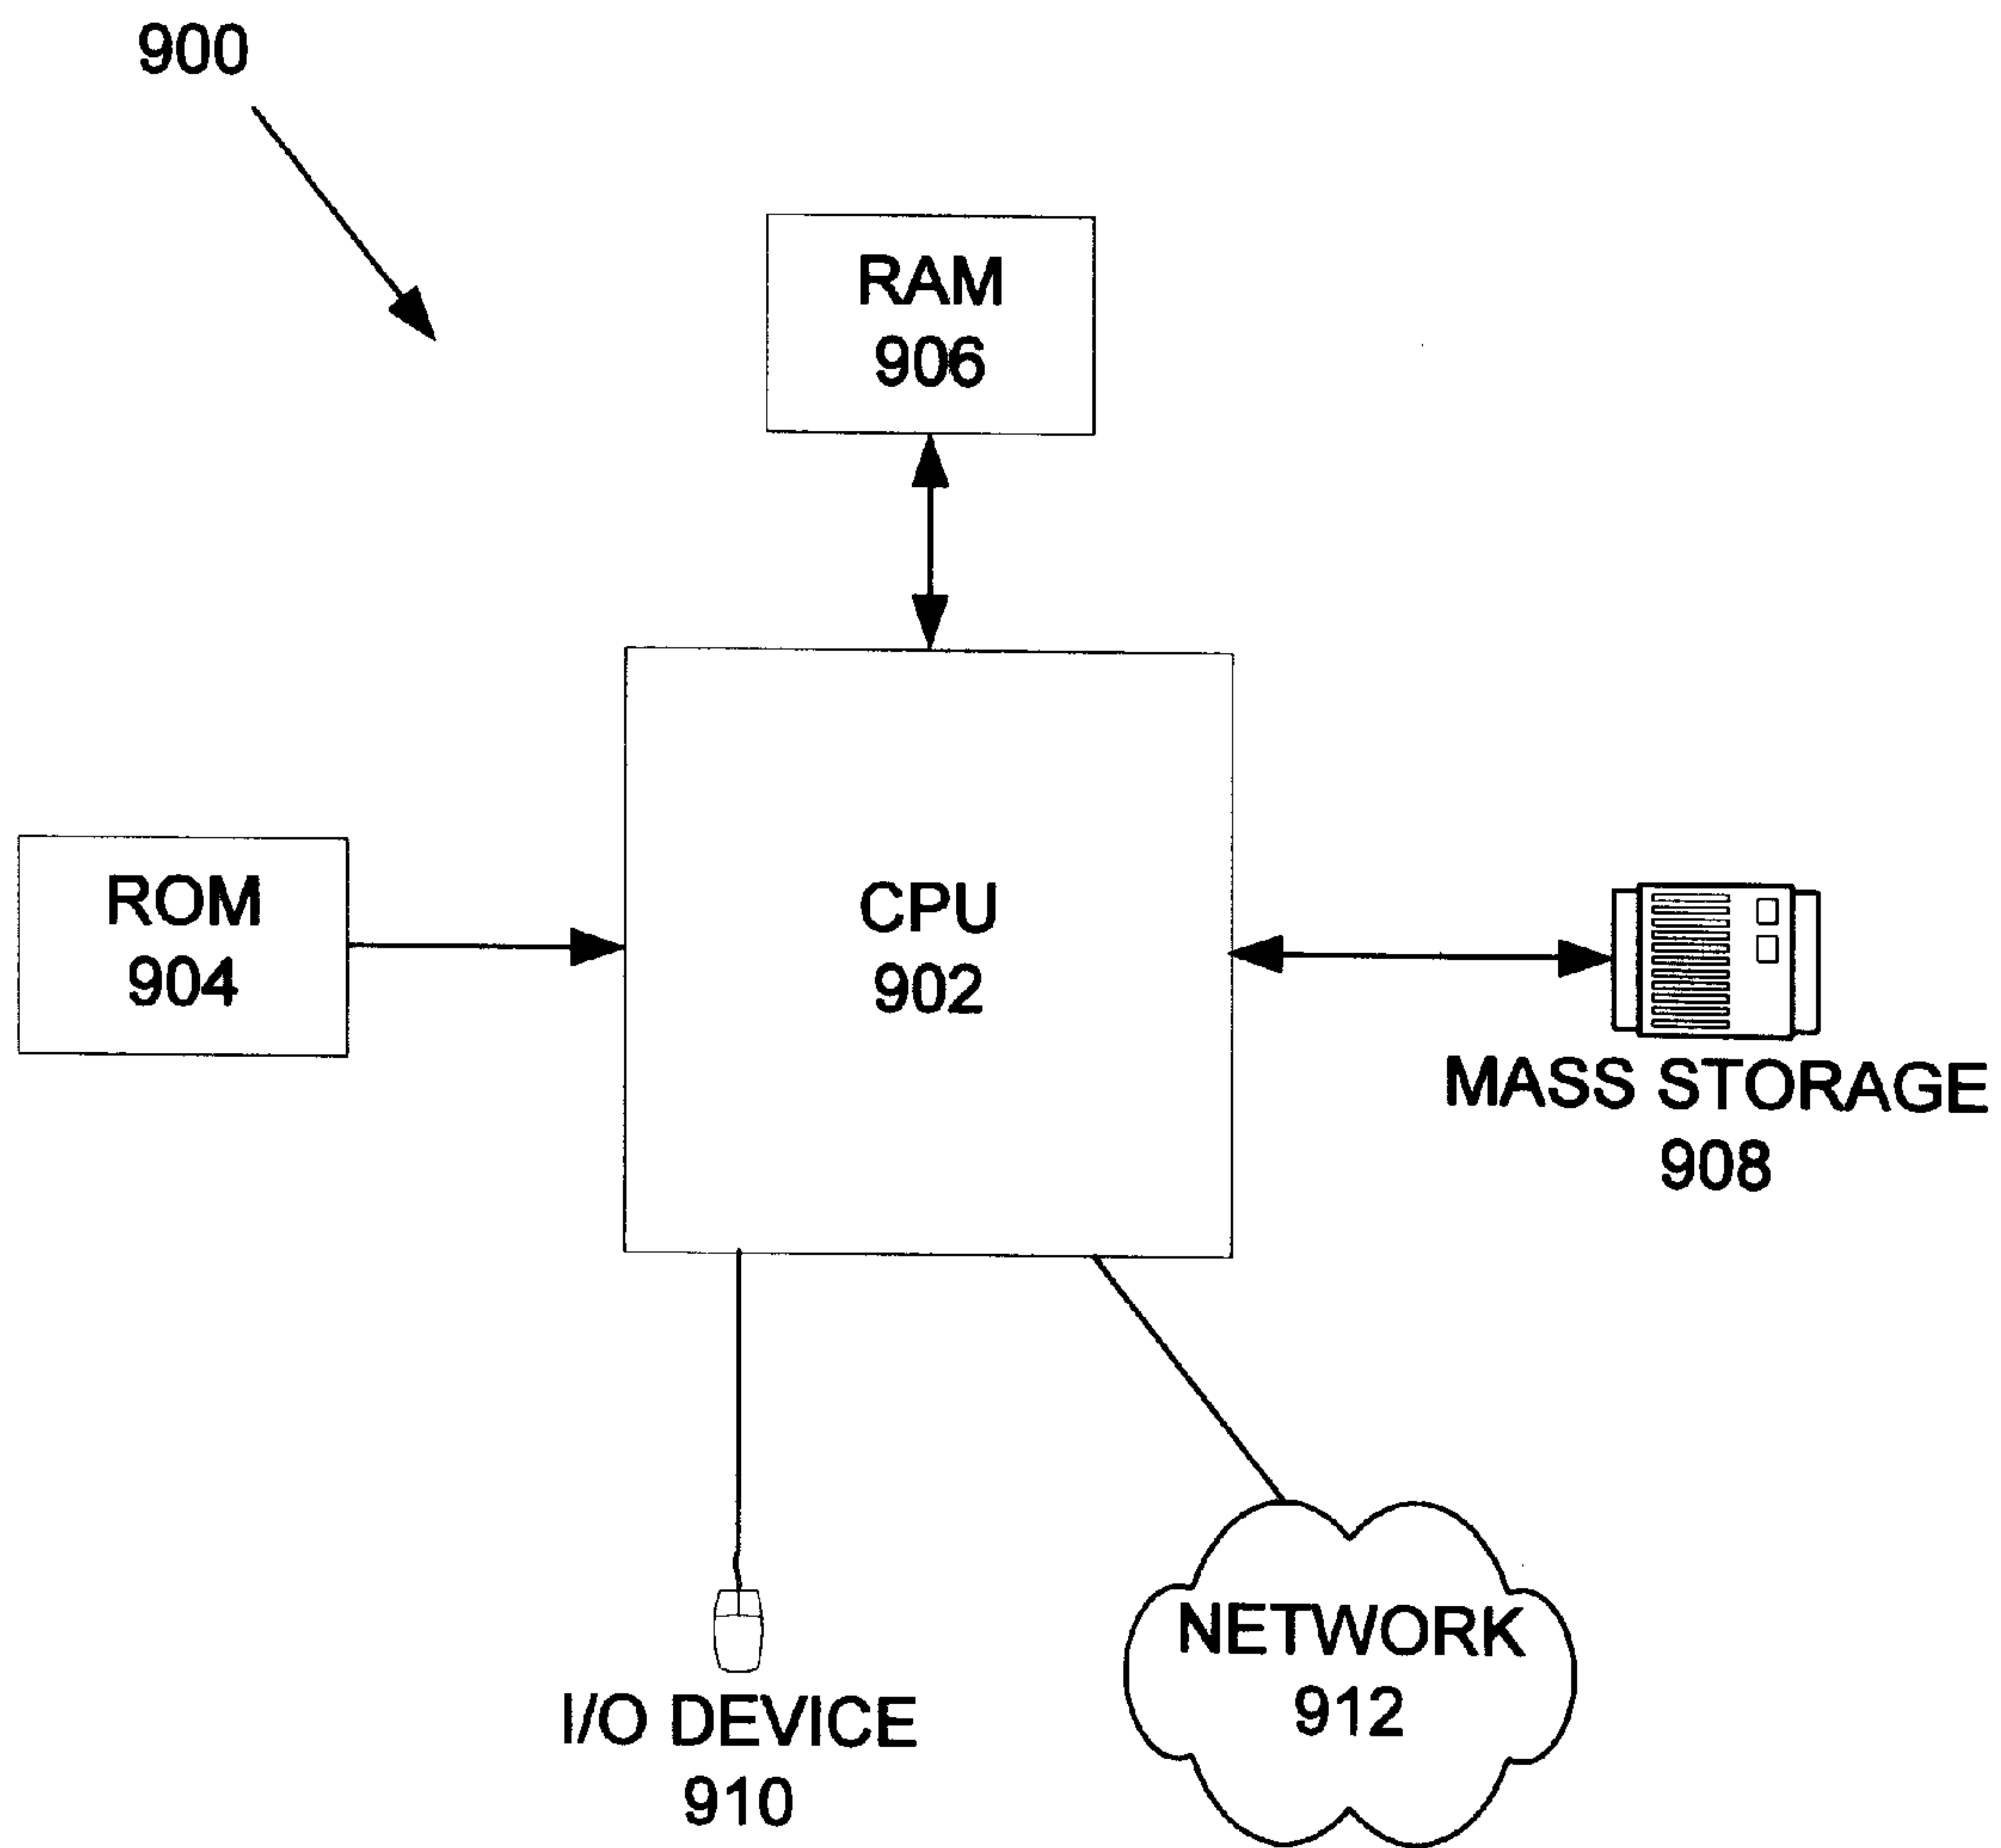 900
RAM
906
ROM
904
CPU
902
MASS STORAGE
908
I/O DEVICE
910
NETWORK
912